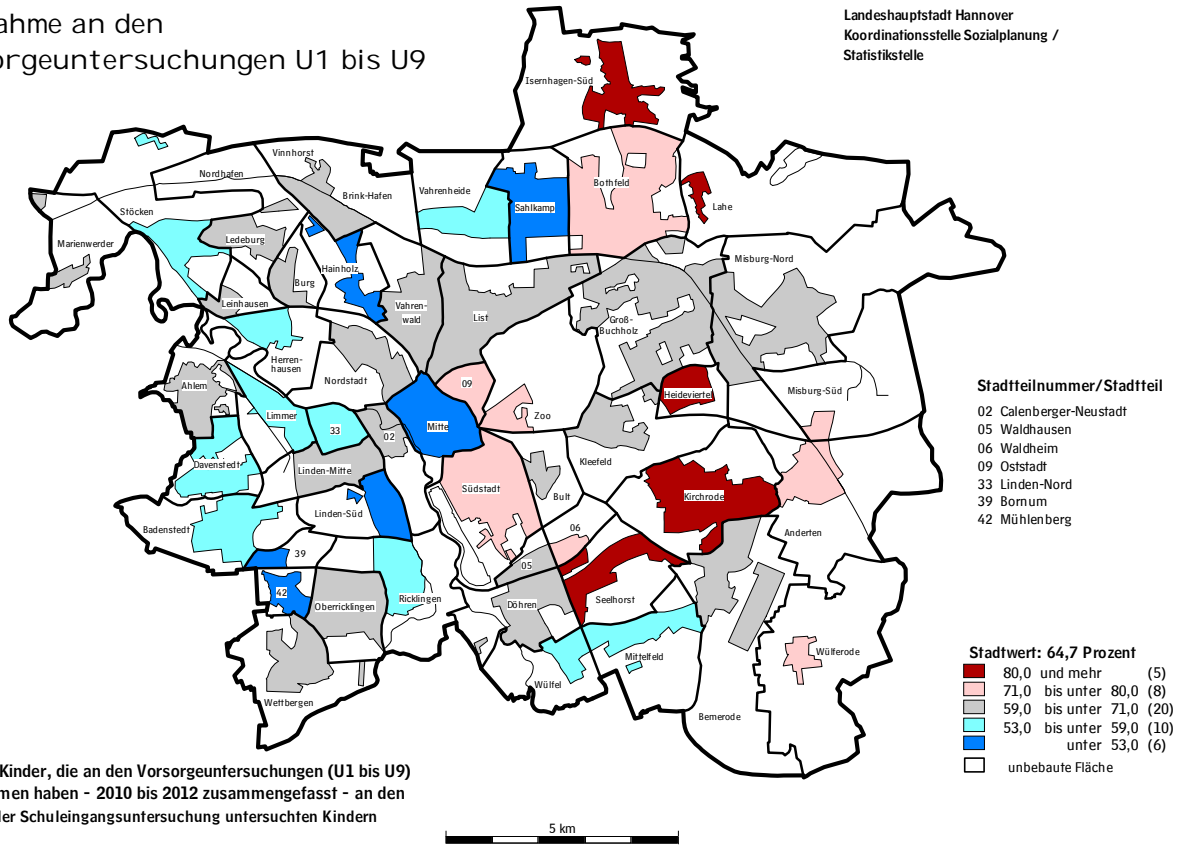 ahme an den
orgeuntersuchungen U1 bis U9
Landeshauptstadt Hannover
Koordinationsstelle Sozialplanung /
Statistikstelle
Isernhagen-Süd
Vinnhorst
Nordhafen
Brink-Hafen
Vahrenheide
Sahlkamp
Bothfeld
Lahe
Stöcken
Marienwerder
Ledeburg
Burg
Hainholz
Leinhausen
Vahren-
wald
List
Groß-
Buchholz
Misburg-Nord
Herren-
hausen
Nordstadt
Ahlem
Limmer
33
02
Mitte
09
Zoo
Heideviertel
Misburg-Süd
Davenstedt
Linden-Mitte
Linden-Süd
Südstadt
Bult
Kleefeld
Kirchrode
Anderten
Badenstedt
39
42
Oberricklingen
Ricklingen
06
05
Döhren
Seelhorst
Wettbergen
Wülfel
Mittelfeld
Bemerode
Wülferode
Stadtteilnummer/Stadtteil
02 Calenberger-Neustadt
05 Waldhausen
06 Waldheim
09 Oststadt
33 Linden-Nord
39 Bornum
42 Mühlenberg
Stadtwert: 64,7 Prozent
80,0 und mehr (5)
71,0 bis unter 80,0 (8)
59,0 bis unter 71,0 (20)
53,0 bis unter 59,0 (10)
unter 53,0 (6)
unbebaute Fläche
Kinder, die an den Vorsorgeuntersuchungen (U1 bis U9)
men haben - 2010 bis 2012 zusammengefasst - an den
der Schuleingangsuntersuchung untersuchten Kindern
5 km